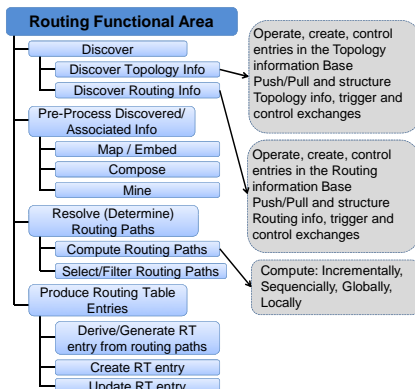 Routing Functional Area
Discover
Discover Topology Info
Discover Routing Info
Pre-Process Discovered/
Associated Info
Map / Embed
Compose
Mine
Resolve (Determine)
Routing Paths
Compute Routing Paths
Select/Filter Routing Paths
Produce Routing Table
Entries
Derive/Generate RT
entry from routing paths
Create RT entry
Update RT entry
Operate, create, control
entries in the Topology
information Base
Push/Pull and structure
Topology info, trigger and
control exchanges
Operate, create, control
entries in the Routing
information Base
Push/Pull and structure
Routing info, trigger and
control exchanges
Compute: Incrementally,
Sequencially, Globally,
Locally